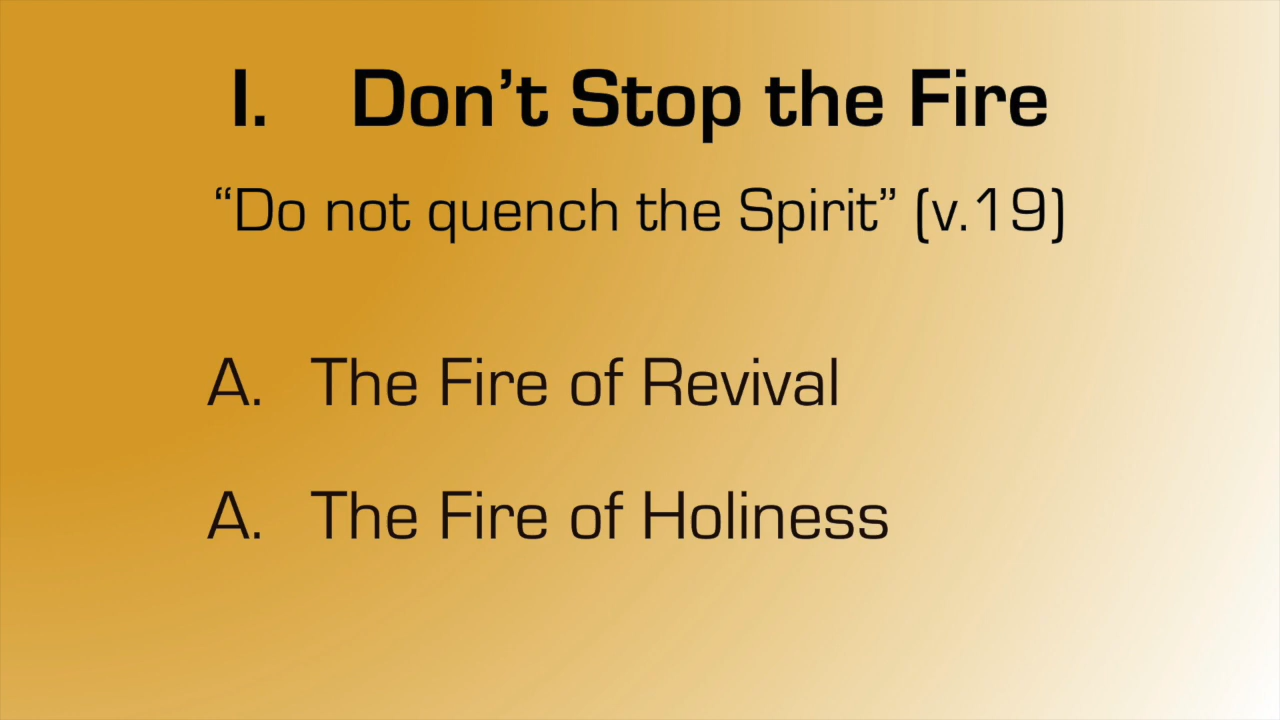 I. Don’t Stop the Fire
“Do not quench the Spirit” (v.19)
A. The Fire of Revival
A. The Fire of Holiness